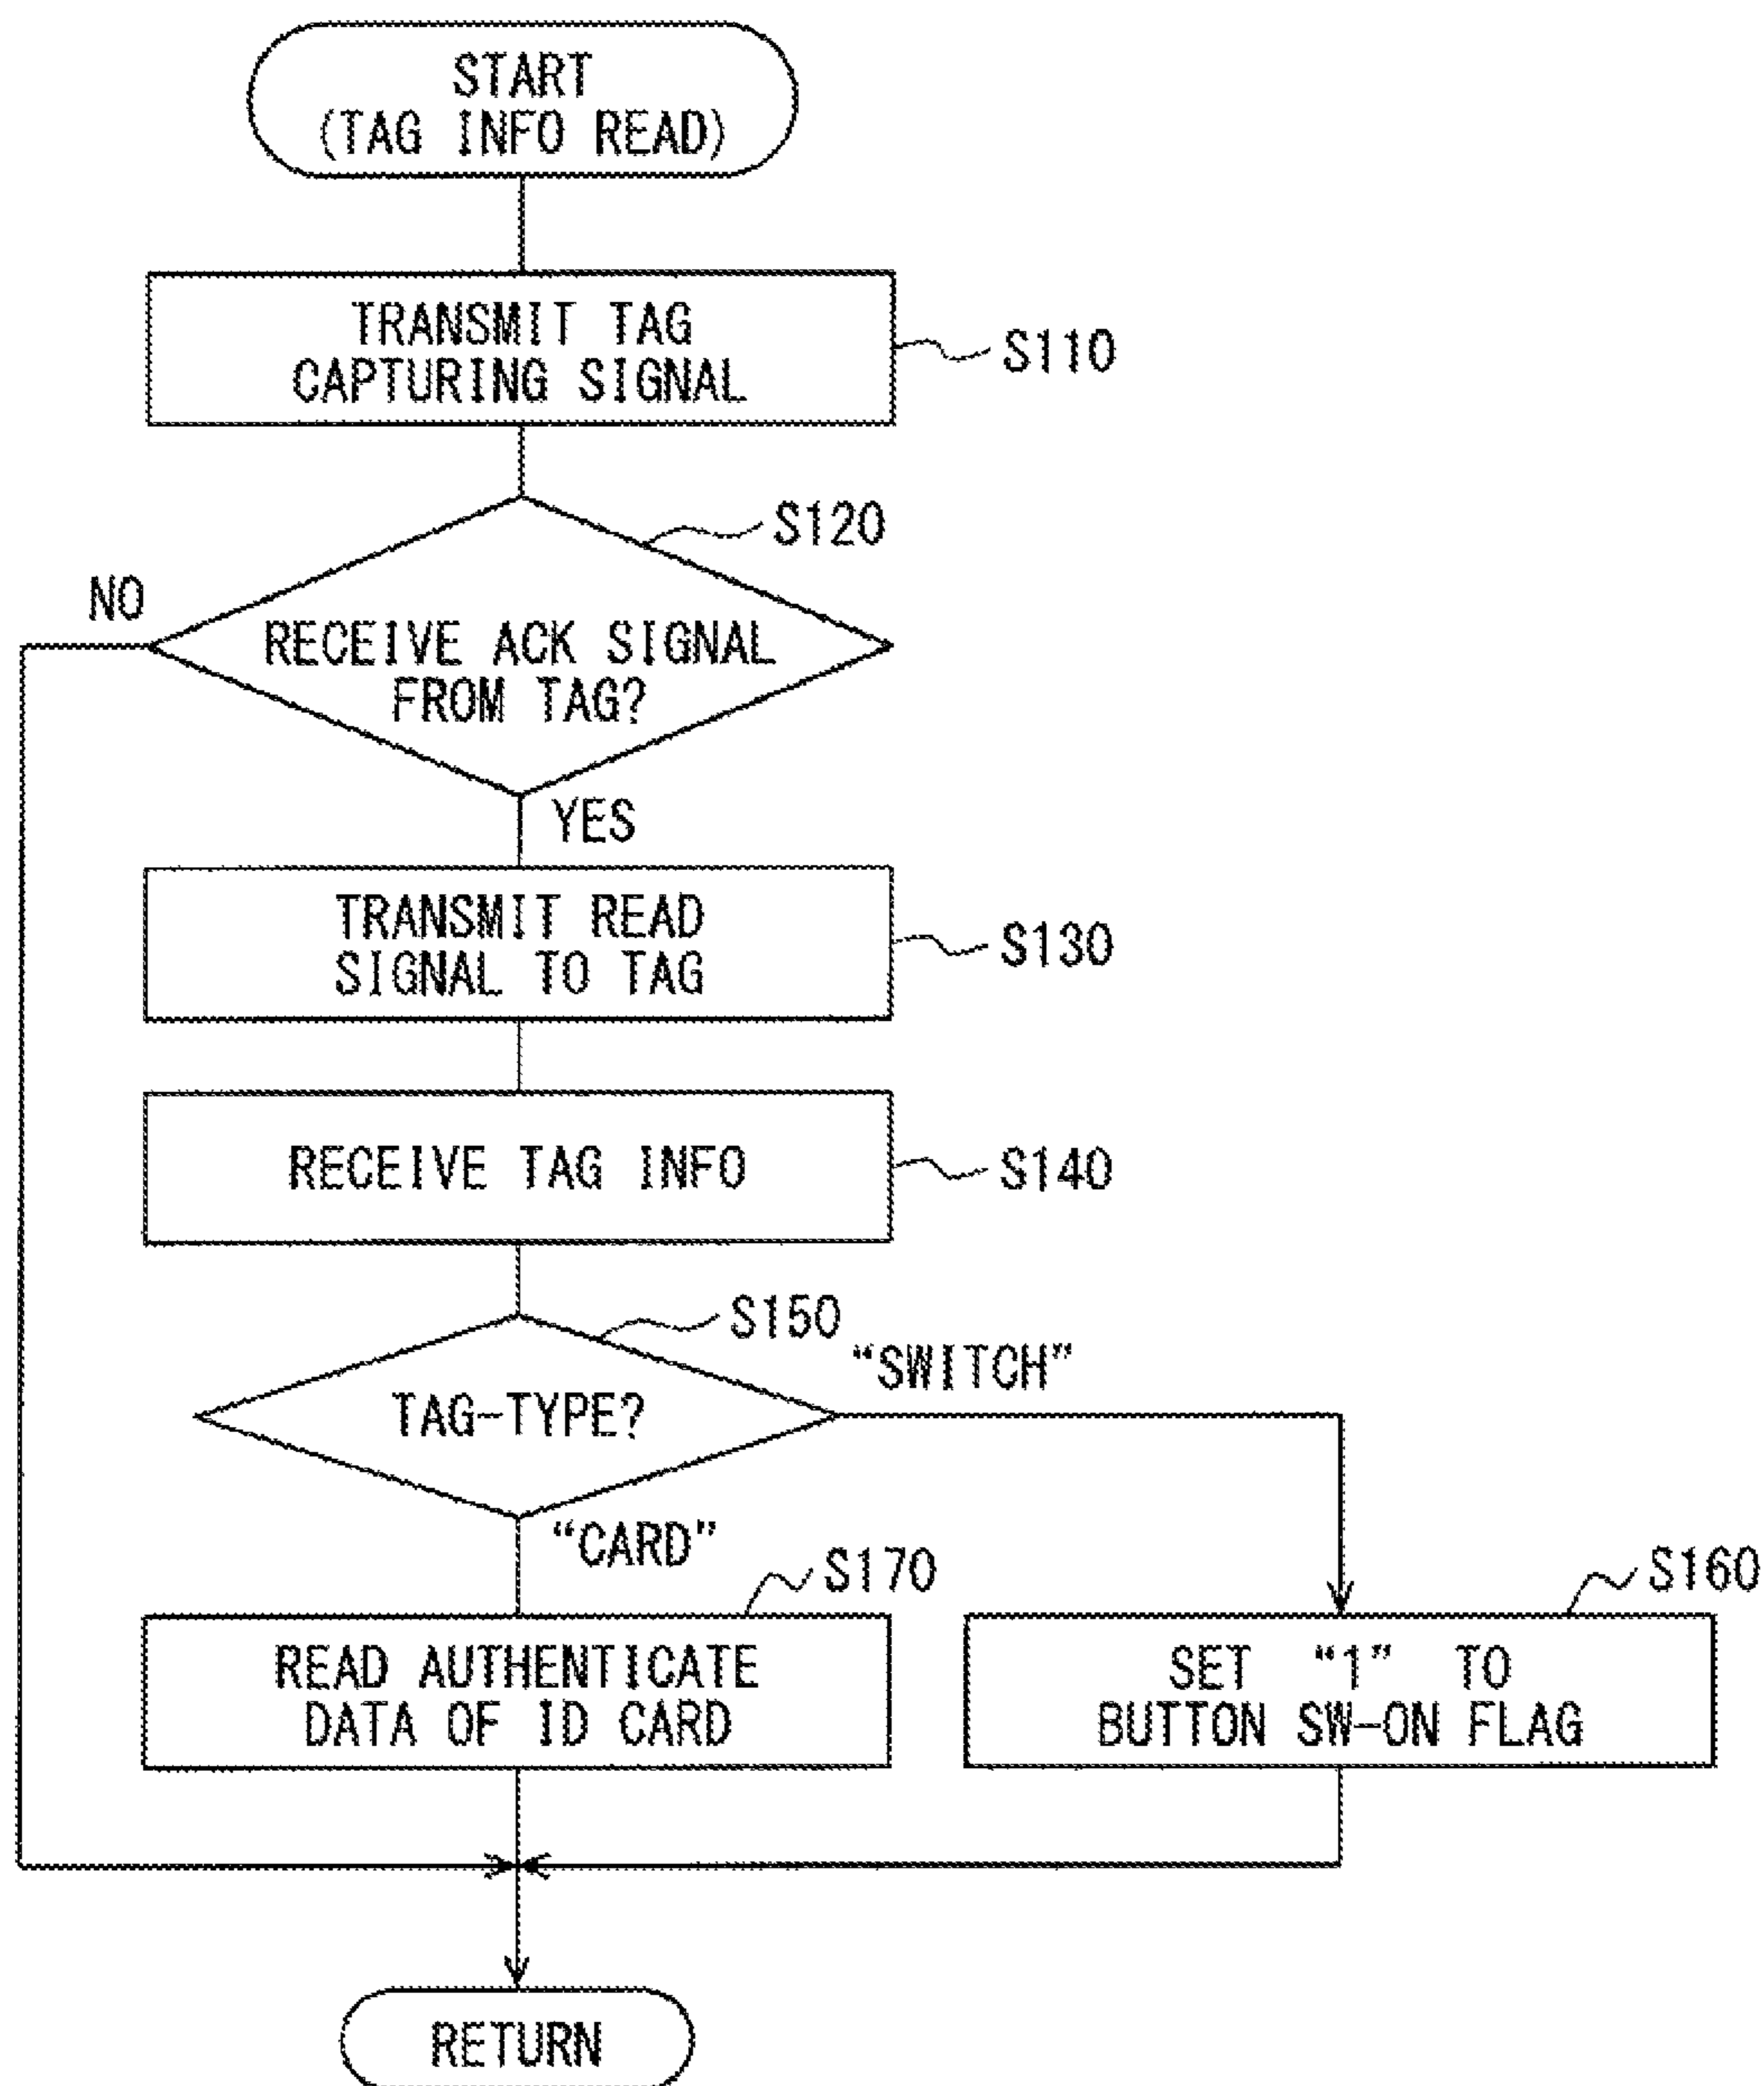 START
(TAG INFO READ)
TRANSMIT TAG
CAPTURING SIGNAL
S110
S120
NO
RECEIVE ACK SIGNAL
FROM TAG?
YES
TRANSMIT READ
SIGNAL TO TAG
S130
RECEIVE TAG INFO
S140
S150
“SWITCH”
TAG-TYPE?
“CARD”
S170
S160
READ AUTHENTICATE
DATA OF ID CARD
SET “1” TO
BUTTON SW-ON FLAG
RETURN